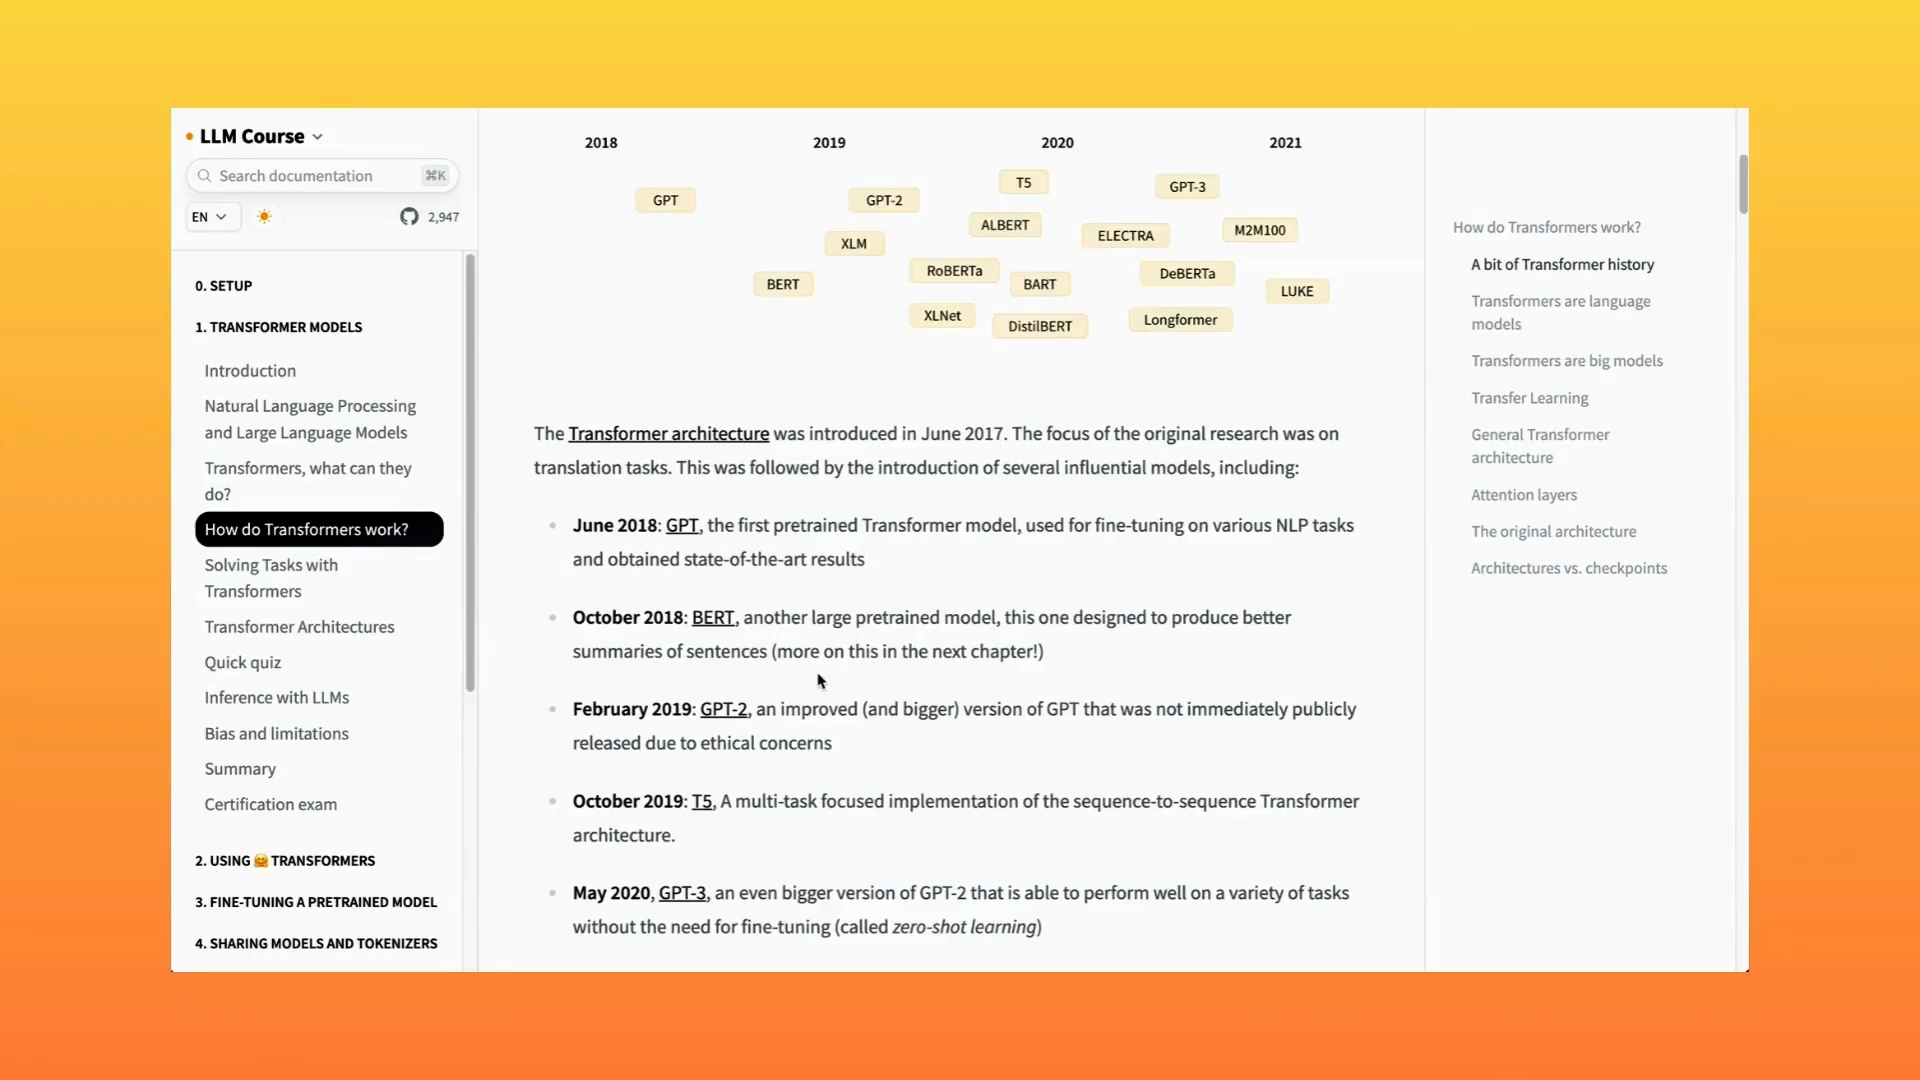 LLM Course
Search documentation
⌘K
EN
2,947
0. SETUP
1. TRANSFORMER MODELS
Introduction
Natural Language Processing
and Large Language Models
Transformers, what can they
do?
How do Transformers work?
Solving Tasks with
Transformers
Transformer Architectures
Quick quiz
Inference with LLMs
Bias and limitations
Summary
Certification exam
2. USING 🤗 TRANSFORMERS
3. FINE-TUNING A PRETRAINED MODEL
4. SHARING MODELS AND TOKENIZERS
2018 2019 2020 2021
T5
GPT-3
GPT
GPT-2
ALBERT
M2M100
ELECTRA
XLM
RoBERTa
DeBERTa
BERT
BART
LUKE
XLNet
Longformer
DistilBERT
The Transformer architecture was introduced in June 2017. The focus of the original research was on
translation tasks. This was followed by the introduction of several influential models, including:
June 2018: GPT, the first pretrained Transformer model, used for fine-tuning on various NLP tasks
and obtained state-of-the-art results
October 2018: BERT, another large pretrained model, this one designed to produce better
summaries of sentences (more on this in the next chapter!)
February 2019: GPT-2, an improved (and bigger) version of GPT that was not immediately publicly
released due to ethical concerns
October 2019: T5, A multi-task focused implementation of the sequence-to-sequence Transformer
architecture.
May 2020, GPT-3, an even bigger version of GPT-2 that is able to perform well on a variety of tasks
without the need for fine-tuning (called zero-shot learning)
How do Transformers work?
A bit of Transformer history
Transformers are language
models
Transformers are big models
Transfer Learning
General Transformer
architecture
Attention layers
The original architecture
Architectures vs. checkpoints